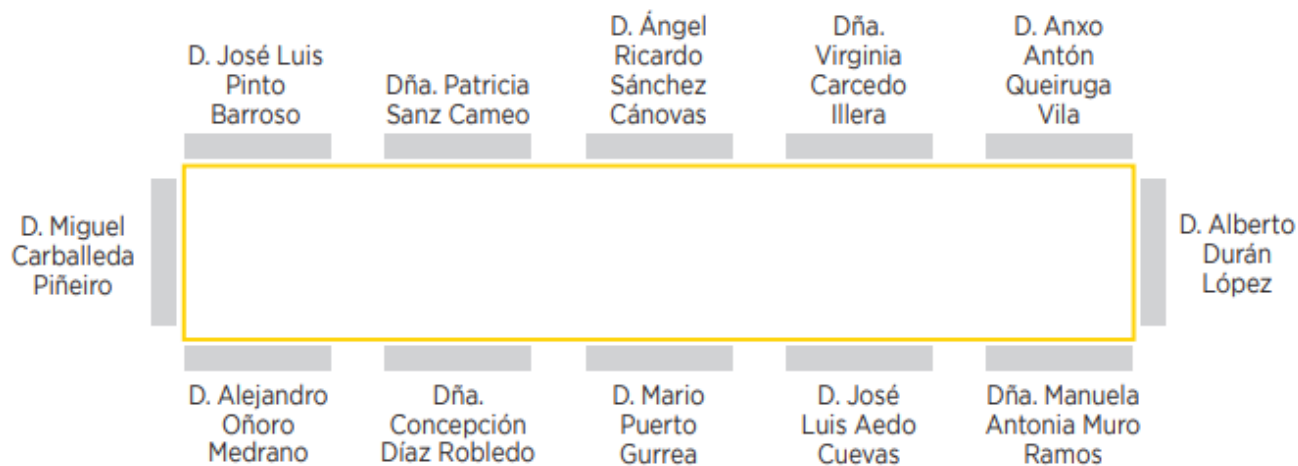 D. José Luis
Pinto
Barroso
Dña. Patricia
Sanz Cameo
D. Ángel
Ricardo
Sánchez
Cánovas
Dña.
Virginia
Carcedo
Illera
D. Anxo
Antón
Queiruga
Vila
D. Miguel
Carballeda
Piñeiro
D. Alberto
Durán
López
D. Alejandro
Oñoro
Medrano
Dña.
Concepción
Díaz Robledo
D. Mario
Puerto
Gurrea
D. José
Luis Aedo
Cuevas
Dña. Manuela
Antonia Muro
Ramos